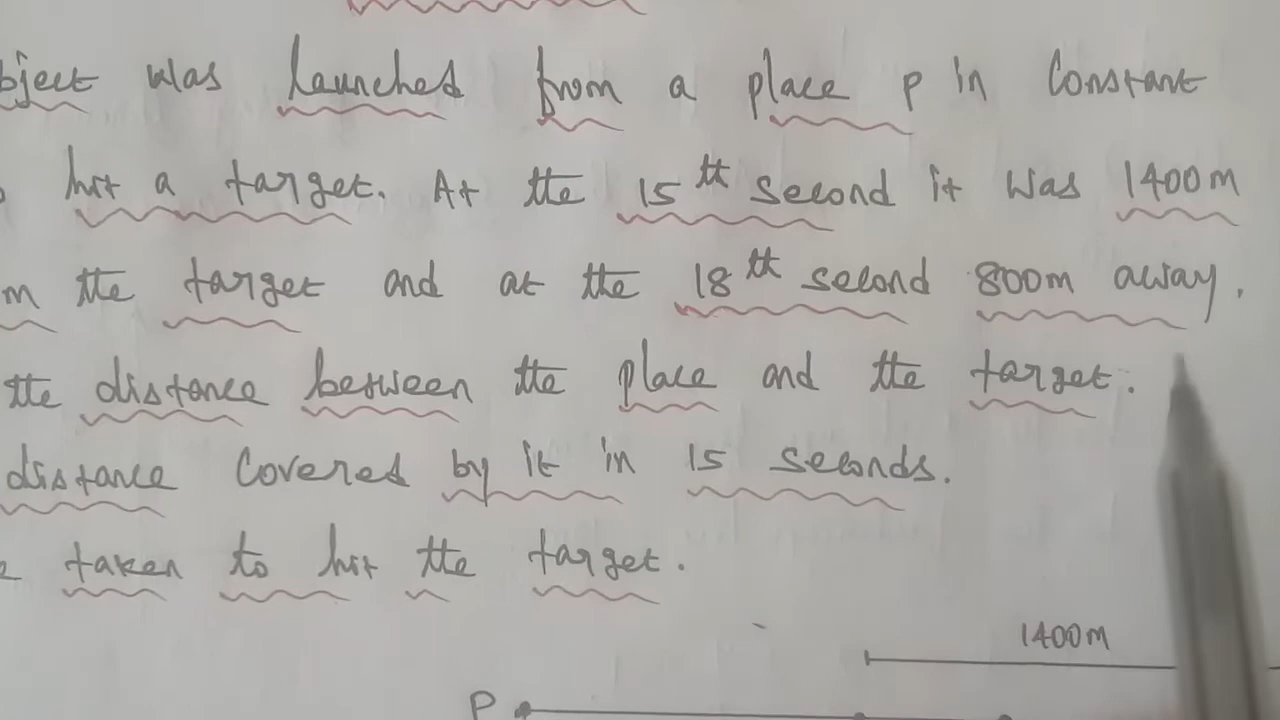 bject was launched from a place p in constant
hit a target. At the 15th second it was 1400m
m the target and at the 18th second 800m away.
the distance between the place and the target.
distance covered by it in 15 seconds.
e taken to hit the target.
1400m
P